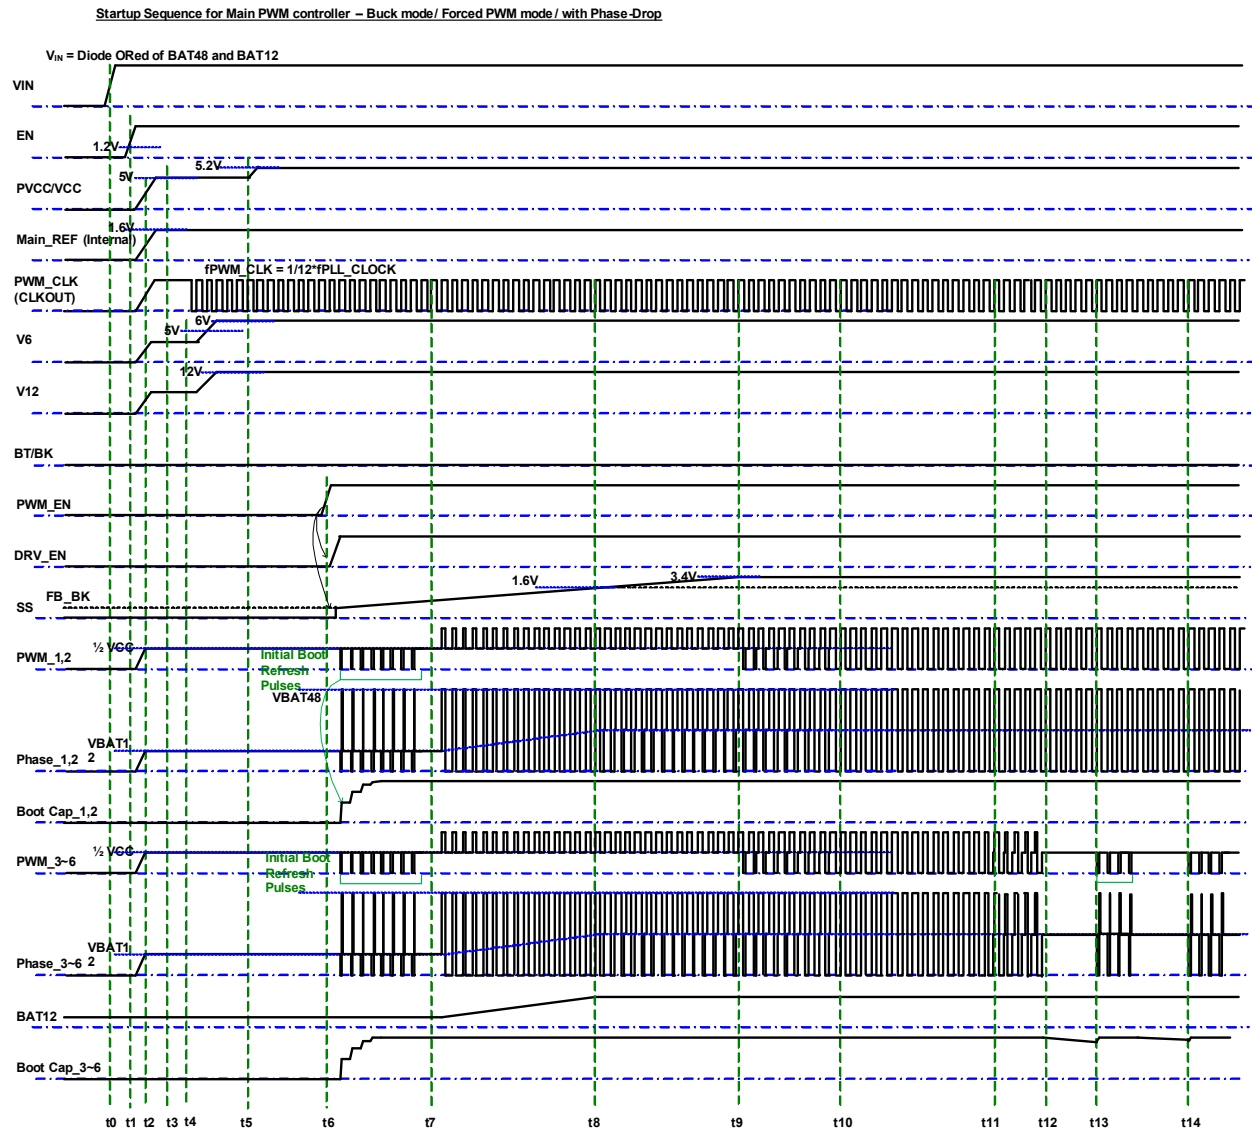 Startup Sequence for Main PWM controller – Buck mode/ Forced PWM mode/ with Phase-Drop
VIN = Diode ORed of BAT48 and BAT12
VIN
EN
1.2V
5.2V
5V
PVCC/VCC
1.6V
Main_REF (Internal)
fPWM_CLK = 1/12*fPLL_CLOCK
PWM_CLK
(CLKOUT)
6V
5V
V6
12V
V12
BT/BK
PWM_EN
DRV_EN
3.4V
1.6V
FB_BK
SS
½ VCC
PWM_1,2
Initial Boot
Refresh
Pulses
VBAT48
VBAT1
2
Phase_1,2
Boot Cap_1,2
½ VCC
PWM_3~6
Initial Boot
Refresh
Pulses
VBAT1
2
Phase_3~6
BAT12
Boot Cap_3~6
t0 t1 t2 t3 t4 t5 t6 t7 t8 t9 t10 t11 t12 t13 t14